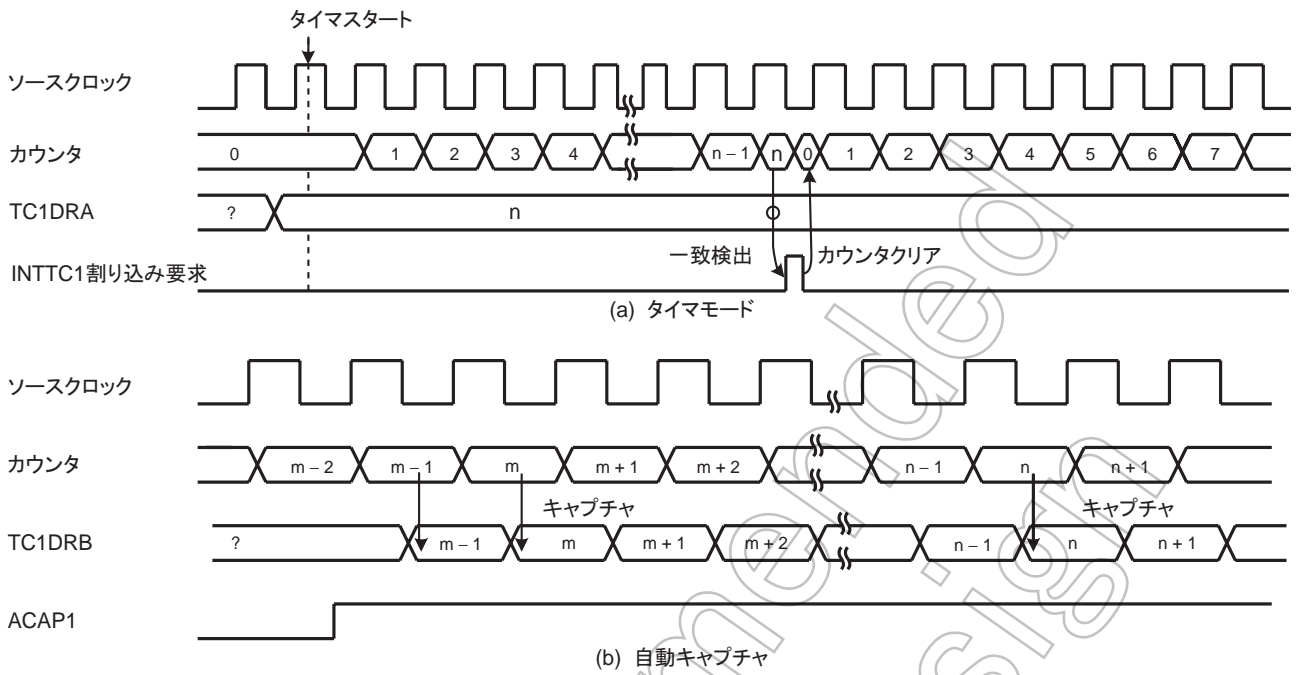 タイマスタート
ソースクロック
カウンタ 0 1 2 3 4 n – 1 n 0 1 2 3 4 5 6 7
TC1DRA ? n
一致検出 カウンタクリア
INTTC1割り込み要求
(a) タイマモード
ソースクロック
カウンタ m – 2 m – 1 m m + 1 m + 2 n – 1 n n + 1
キャプチャ キャプチャ
TC1DRB ? m – 1 m m + 1 m + 2 n – 1 n n + 1
ACAP1
(b) 自動キャプチャ
mended
sign